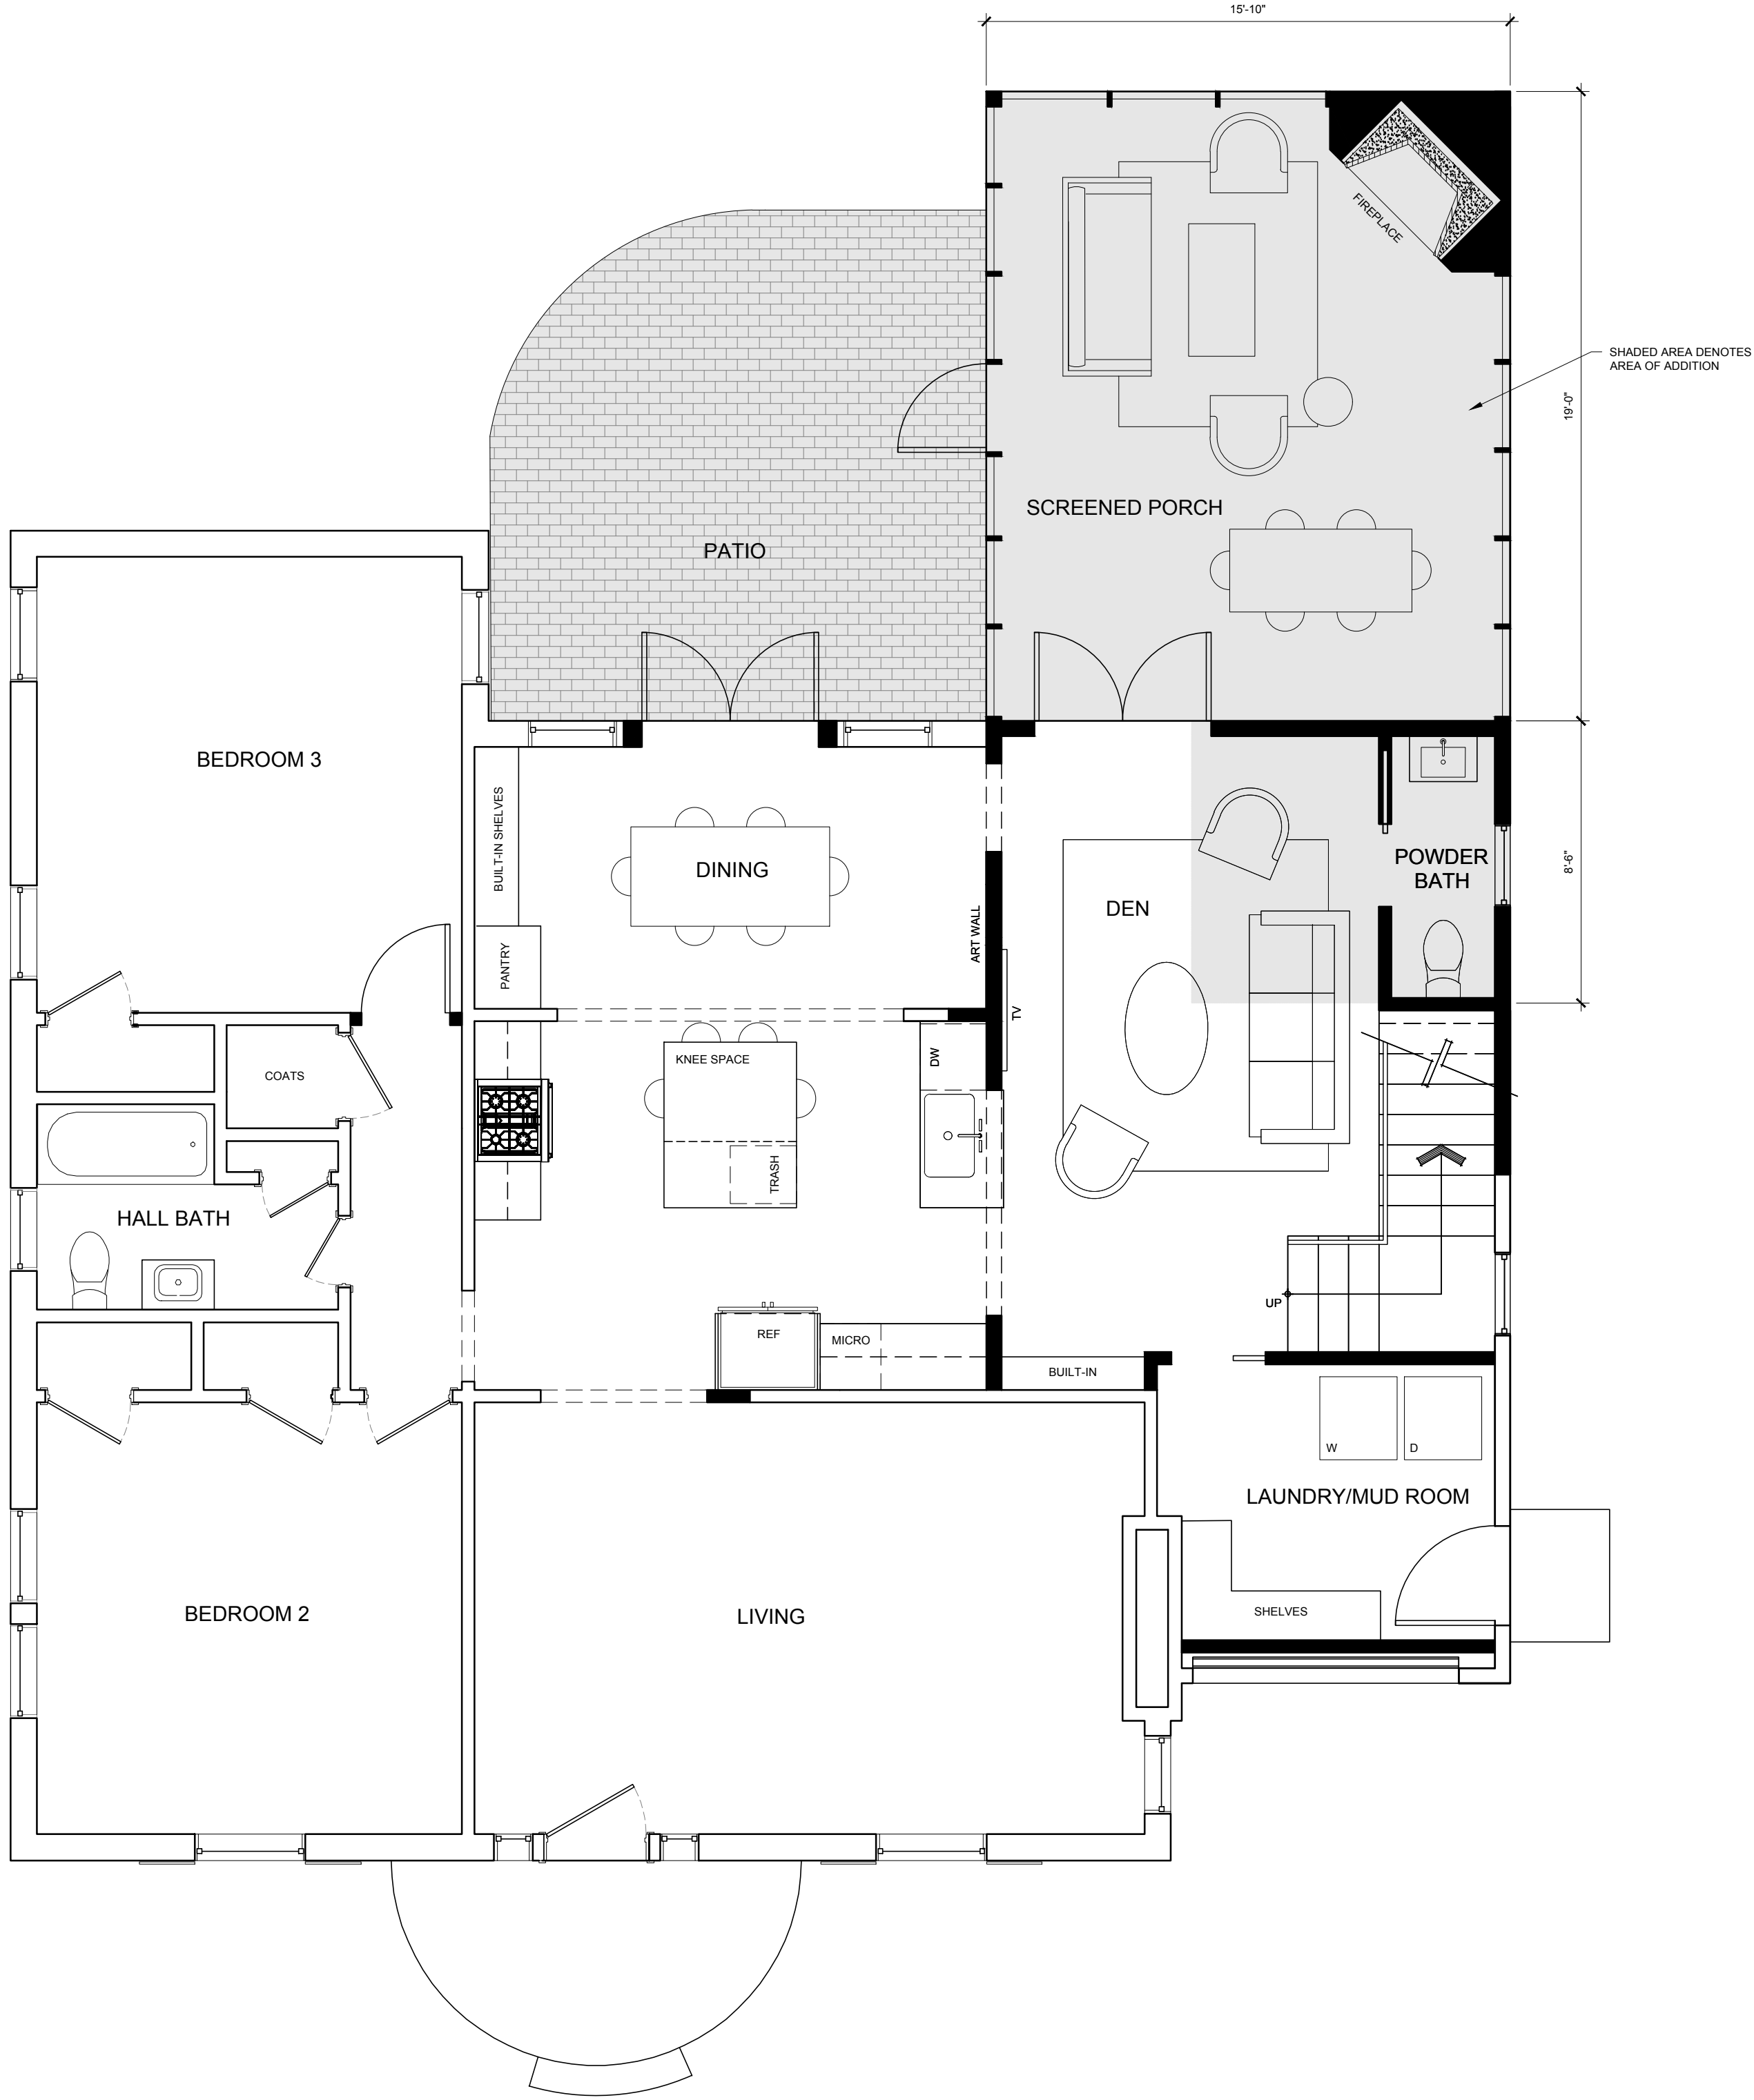 15'-10"
FIREPLACE
SHADED AREA DENOTES
AREA OF ADDITION
19'-0"
SCREENED PORCH
PATIO
BEDROOM 3
BUILT-IN SHELVES
DINING
POWDER
BATH
8'-6"
DEN
ART WALL
PANTRY
TV
DW
KNEE SPACE
COATS
TRASH
HALL BATH
UP
REF
MICRO
BUILT-IN
W
D
LAUNDRY/MUD ROOM
SHELVES
BEDROOM 2
LIVING